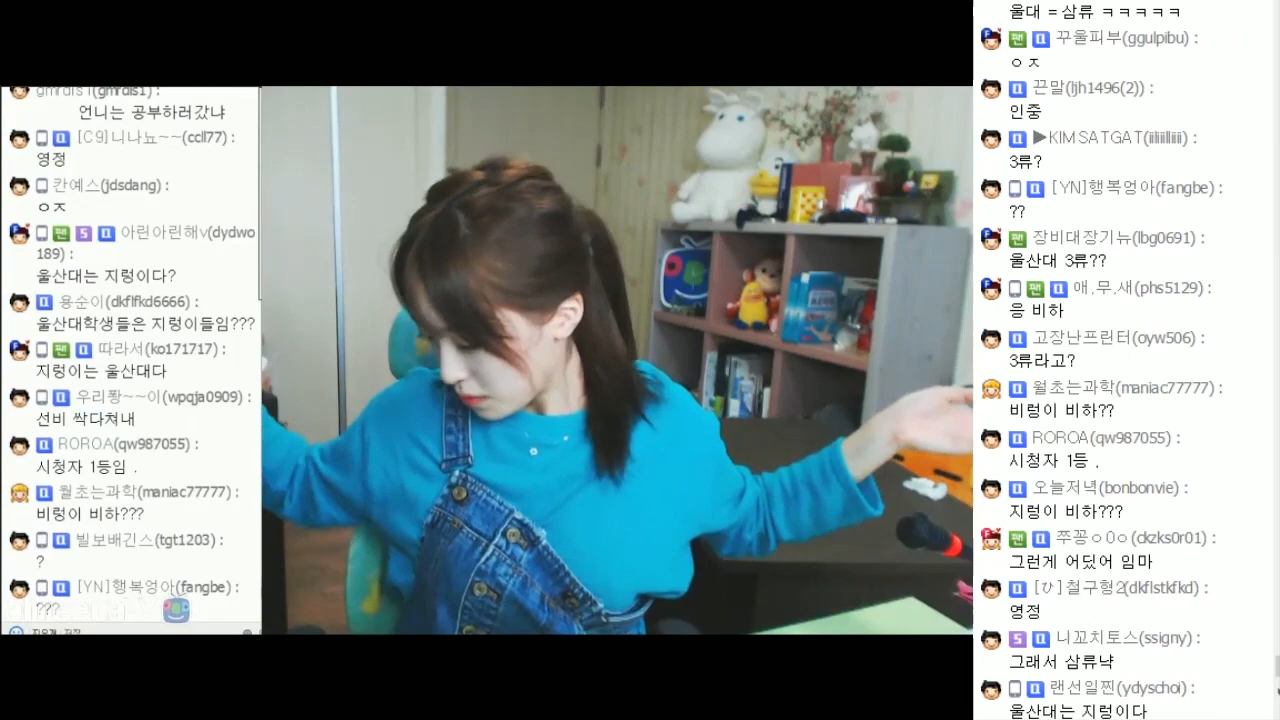 gmrdls1(gmrdls1) :
언니는 공부하러갔냐
[C9]니나뇨~~(ccll77) :
영정
칸예스(jdsdang) :
ㅇㅈ
아린아린해v(dydwo
189) :
울산대는 지렁이다?
용순이(dkflfkd6666) :
울산대학생들은 지렁이들임???
따라서(ko171717) :
지렁이는 울산대다
우리쫭~~이(wpqja0909) :
선비 싹다쳐내
ROROA(qw987055) :
시청자 1등임 .
월초는과학(maniac77777) :
비렁이 비하???
빌보배긴스(tgt1203) :
?
[YN]행복엉아(fangbe) :
???
울대 =삼류 ㅋㅋㅋㅋㅋ
꾸울피부(ggulpibu) :
ㅇㅈ
끈말(ljh1496(2)) :
인중
3류?
[YN]행복엉아(fangbe) :
??
장비대장기뉴(lbg0691) :
울산대 3류??
애.무.새(phs5129) :
응 비하
고장난프린터(oyw506) :
3류라고?
월초는과학(maniac77777) :
비렁이 비하??
ROROA(qw987055) :
시청자 1등 .
오늘저녁(bonbonvie) :
지렁이 비하???
쭈꽁ㅇ0ㅇ(ckzks0r01) :
그런게 어딨어 임마
[び]철구형2(dkflstkfkd) :
영정
니꼬치토스(ssigny) :
그래서 삼류냑
랜선일찐(ydyschoi) :
울산대는 지렁이다